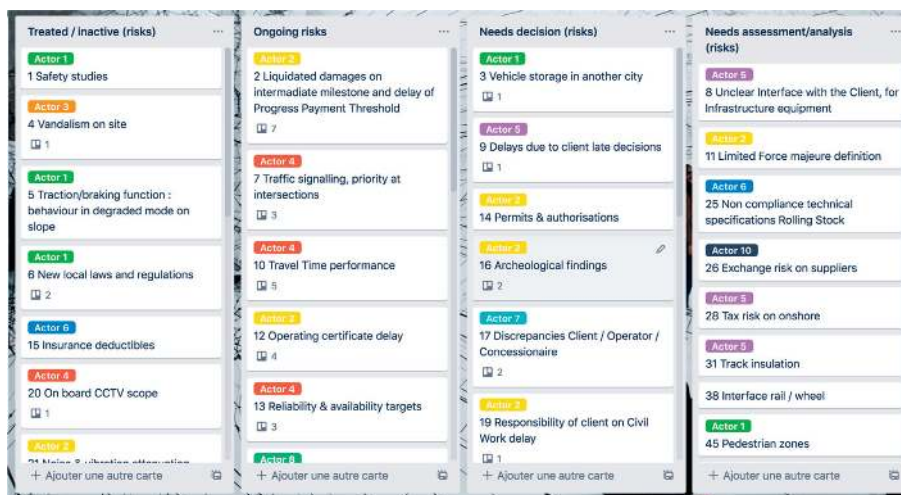 Treated / inactive (risks)
Actor 1
1 Safety studies
Actor 3
4 Vandalism on site
1
Actor 1
5 Traction/braking function :
behaviour in degraded mode on
slope
Actor 1
6 New local laws and regulations
2
Actor 6
15 Insurance deductibles
Actor 4
20 On board CCTV scope
1
Actor 2
21 Noise & vibration attenuation
+ Ajouter une autre carte
Ongoing risks
Actor 2
2 Liquidated damages on
intermadiate milestone and delay of
Progress Payment Threshold
7
Actor 4
7 Traffic signalling, priority at
intersections
3
Actor 4
10 Travel Time performance
5
Actor 2
12 Operating certificate delay
4
Actor 4
13 Reliability & availability targets
3
Actor 8
+ Ajouter une autre carte
Needs decision (risks)
Actor 1
3 Vehicle storage in another city
1
Actor 5
9 Delays due to client late decisions
1
Actor 2
14 Permits & authorisations
Actor 2
16 Archeological findings
2
Actor 7
17 Discrepancies Client / Operator /
Concessionaire
2
Actor 2
19 Responsibility of client on Civil
Work delay
1
+ Ajouter une autre carte
Needs assessment/analysis
(risks)
Actor 5
8 Unclear Interface with the Client, for
Infrastructure equipment
Actor 2
11 Limited Force majeure definition
Actor 6
25 Non compliance technical
specifications Rolling Stock
Actor 10
26 Exchange risk on suppliers
Actor 5
28 Tax risk on onshore
Actor 5
31 Track insulation
38 Interface rail / wheel
Actor 1
45 Pedestrian zones
+ Ajouter une autre carte